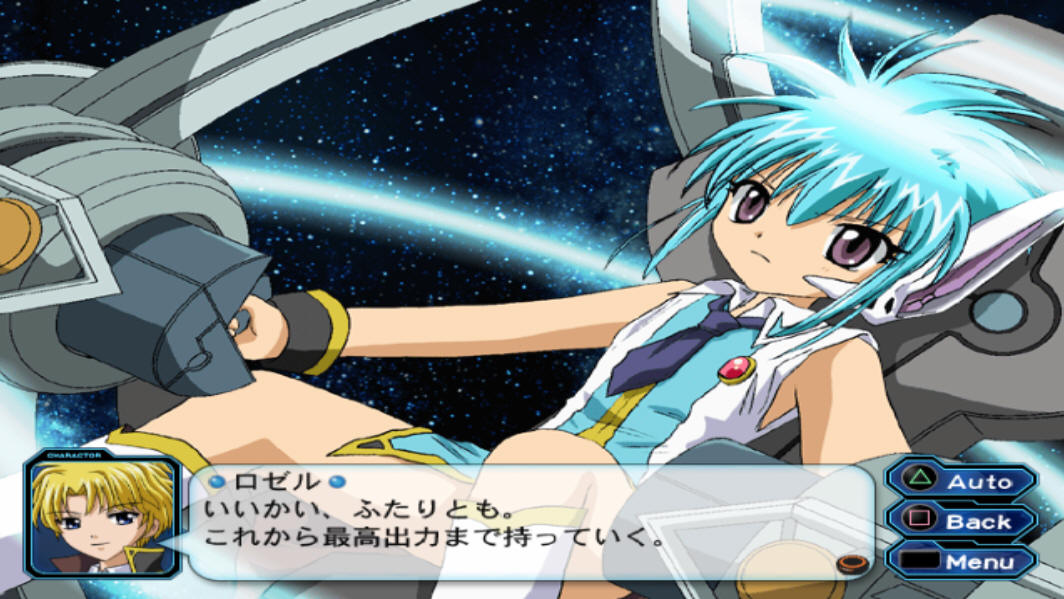 CHARACTOR
ロゼル
いいかい、ふたりとも。
これから最高出力まで持っていく。
Auto
Back
Menu